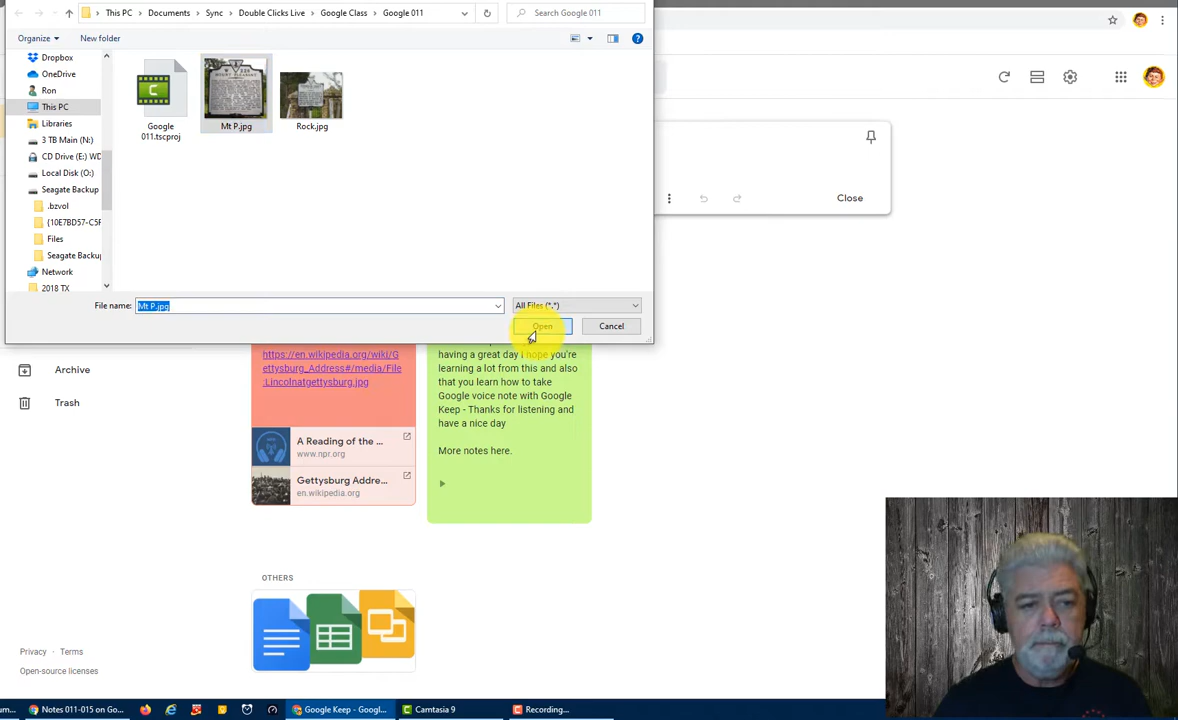 This PC > Documents > Sync > Double Clicks Live > Google Class > Google 011
Search Google 011
Organize
New folder
Dropbox
OneDrive
Ron
This PC
Libraries
3 TB Main (N:)
CD Drive (E:) WD
Local Disk (O:)
Seagate Backup
.bzvol
Files
Seagate Backup
Network
2018 TX
Google
011.tscproj
Mt P.jpg
Rock.jpg
File name:
Mt P.jpg
All Files (*.*)
Open
Cancel
Close
Archive
Trash
https://en.wikipedia.org/wiki/G
ettysburg_Address#/media/File
:Lincolnatgettysburg.jpg
A Reading of the ...
www.npr.org
Gettysburg Addre...
en.wikipedia.org
having a great day I hope you're
learning a lot from this and also
that you learn how to take
Google voice note with Google
Keep - Thanks for listening and
have a nice day
More notes here.
OTHERS
Privacy · Terms
Open-source licenses
Notes 011-015 on Go...
Google Keep - Googl...
Camtasia 9
Recording...